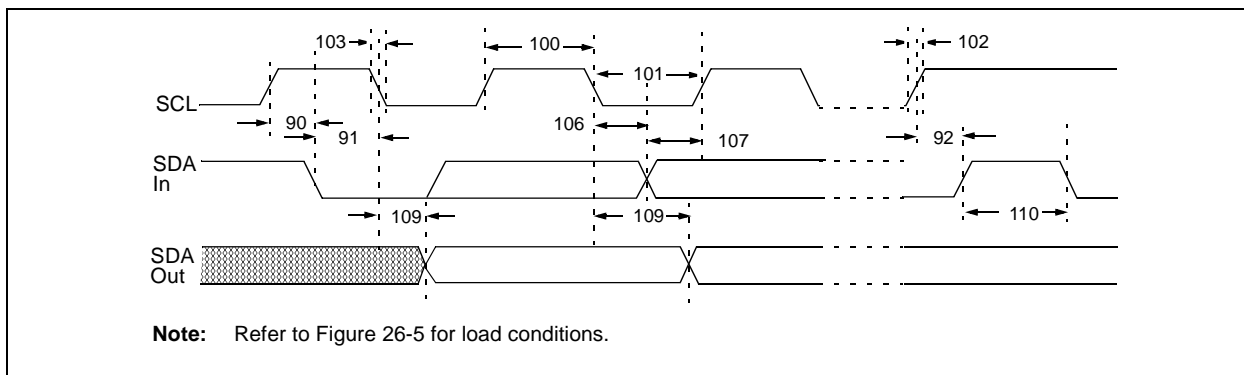 103
100
102
101
SCL
90
91
106
107
92
SDA
In
109
109
110
SDA
Out
Note: Refer to Figure 26-5 for load conditions.